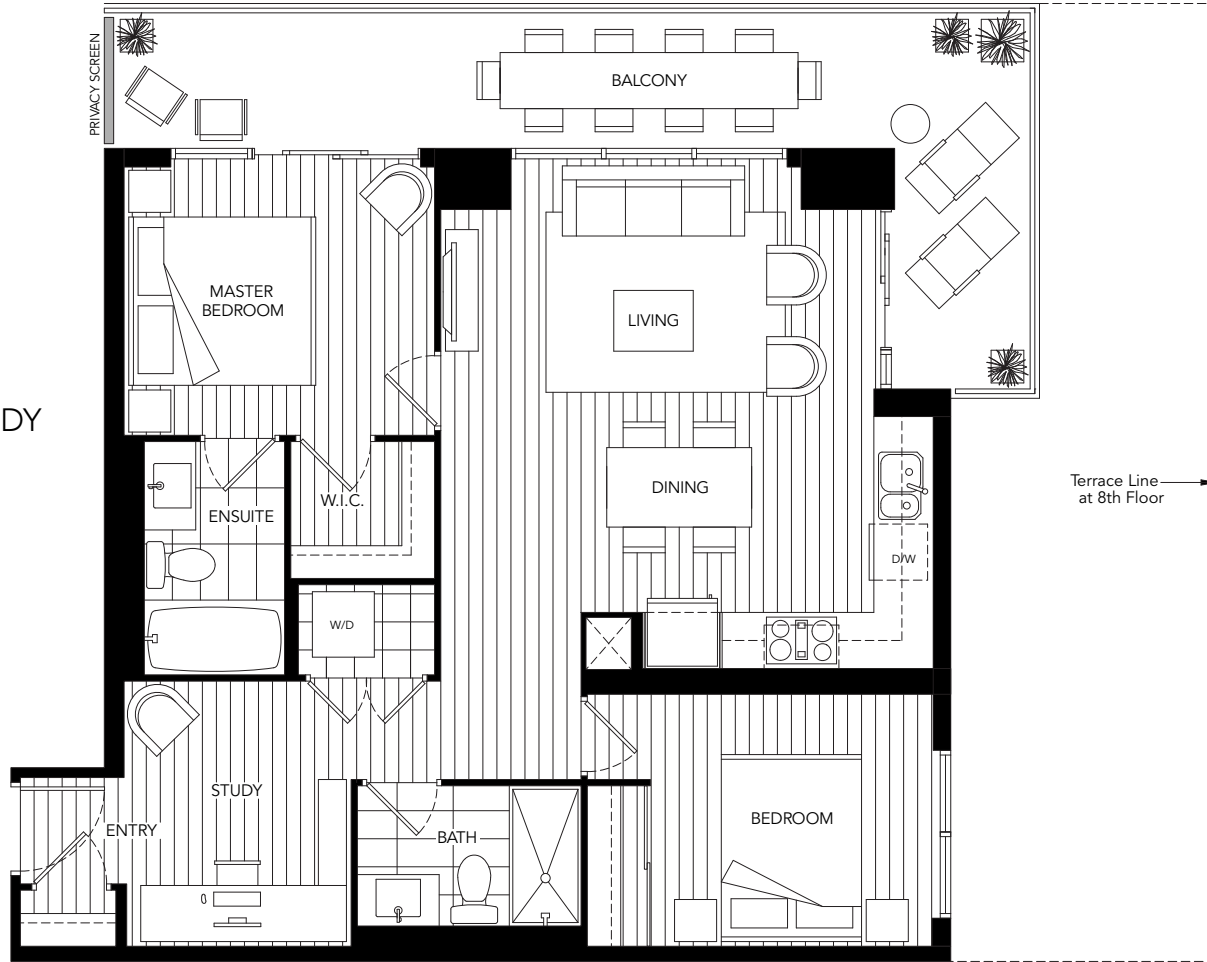 PRIVACY SCREEN
BALCONY
MASTER
BEDROOM
LIVING
DY
DINING
Terrace Line
at 8th Floor
W.I.C.
ENSUITE
D/W
W/D
STUDY
ENTRY
BATH
BEDROOM